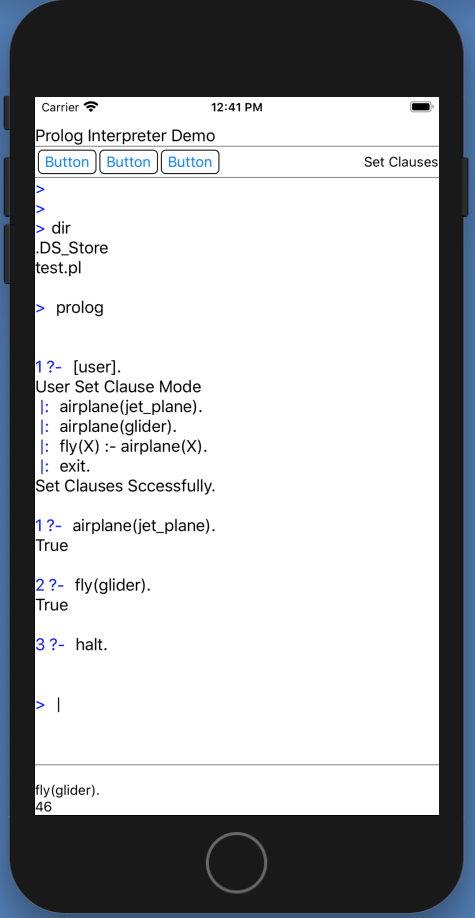 Carrier 12:41 PM
Prolog Interpreter Demo
Button Button Button Set Clauses
>
>
> dir
.DS_Store
test.pl
> prolog
1 ?- [user].
User Set Clause Mode
|: airplane(jet_plane).
|: airplane(glider).
|: fly(X) :- airplane(X).
|: exit.
Set Clauses Sccessfully.
1 ?- airplane(jet_plane).
True
2 ?- fly(glider).
True
3 ?- halt.
> |
fly(glider).
46